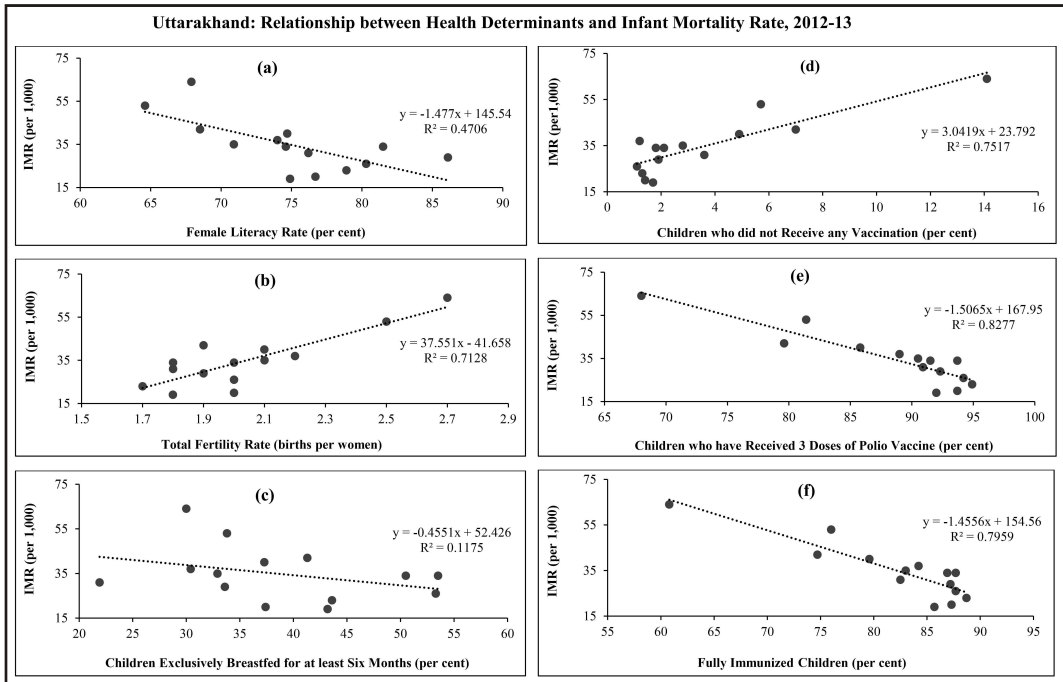 Uttarakhand: Relationship between Health Determinants and Infant Mortality Rate, 2012-13
(a)
IMR (per 1,000)
75
55
35
15
60
65
70
75
80
85
90
y = -1.477x + 145.54
R² = 0.4706
Female Literacy Rate (per cent)
(b)
IMR (per 1,000)
75
55
35
15
1.5
1.7
1.9
2.1
2.3
2.5
2.7
2.9
y = 37.551x - 41.658
R² = 0.7128
Total Fertility Rate (births per women)
(c)
IMR (per 1,000)
75
55
35
15
20
25
30
35
40
45
50
55
60
y = -0.4551x + 52.426
R² = 0.1175
Children Exclusively Breastfed for at least Six Months (per cent)
(d)
IMR (per1,000)
75
55
35
15
0
2
4
6
8
10
12
14
16
y = 3.0419x + 23.792
R² = 0.7517
Children who did not Receive any Vaccination (per cent)
(e)
IMR (per 1,000)
75
55
35
15
65
70
75
80
85
90
95
100
y = -1.5065x + 167.95
R² = 0.8277
Children who have Received 3 Doses of Polio Vaccine (per cent)
(f)
IMR (per 1,000)
75
55
35
15
55
60
65
70
75
80
85
90
95
y = -1.4556x + 154.56
R² = 0.7959
Fully Immunized Children (per cent)